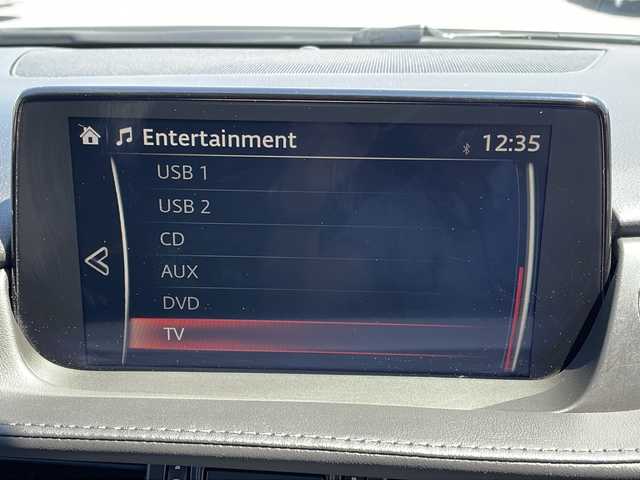 Entertainment 12:35
USB 1
USB 2
CD
AUX
DVD
TV